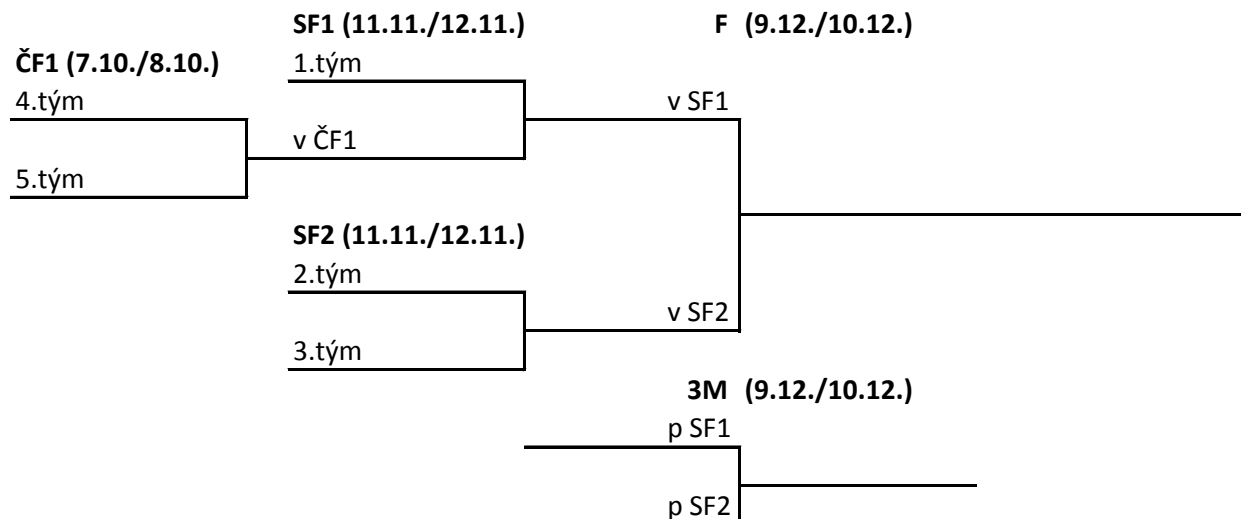 SF1 (11.11./12.11.)
F (9.12./10.12.)
ČF1 (7.10./8.10.)
1.tým
4.tým
v SF1
v ČF1
5.tým
SF2 (11.11./12.11.)
2.tým
v SF2
3.tým
3M (9.12./10.12.)
p SF1
p SF2